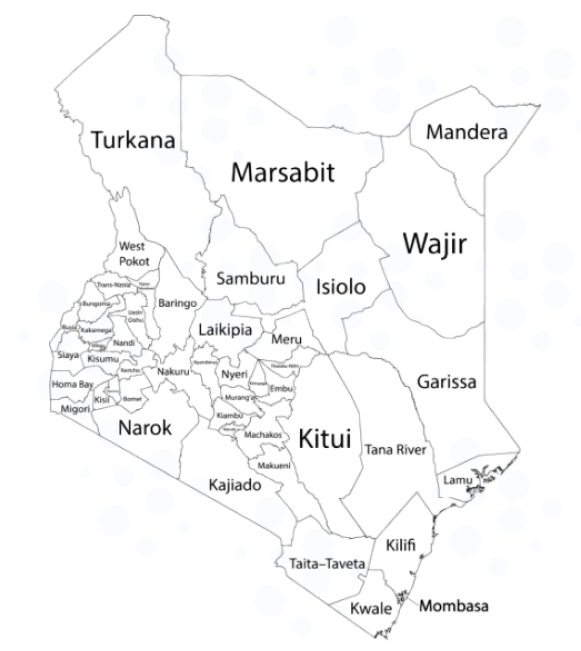 Turkana
Mandera
Marsabit
Wajir
West
Pokot
Samburu
Isiolo
Trans-Nzoia
Baringo
Bungoma
Uasin
Gishu
Busia
Kakamega
Laikipia
Meru
Nandi
Siaya
Kisumu
Nyandarua
Kericho
Nakuru
Nyeri
Tharaka Nithi
Garissa
Homa Bay
Embu
Kisii
Bomet
Murang'a
Migori
Kiambu
Narok
Machakos
Kitui
Tana River
Makueni
Kajiado
Lamu
Kilifi
Taita–Taveta
Kwale
Mombasa